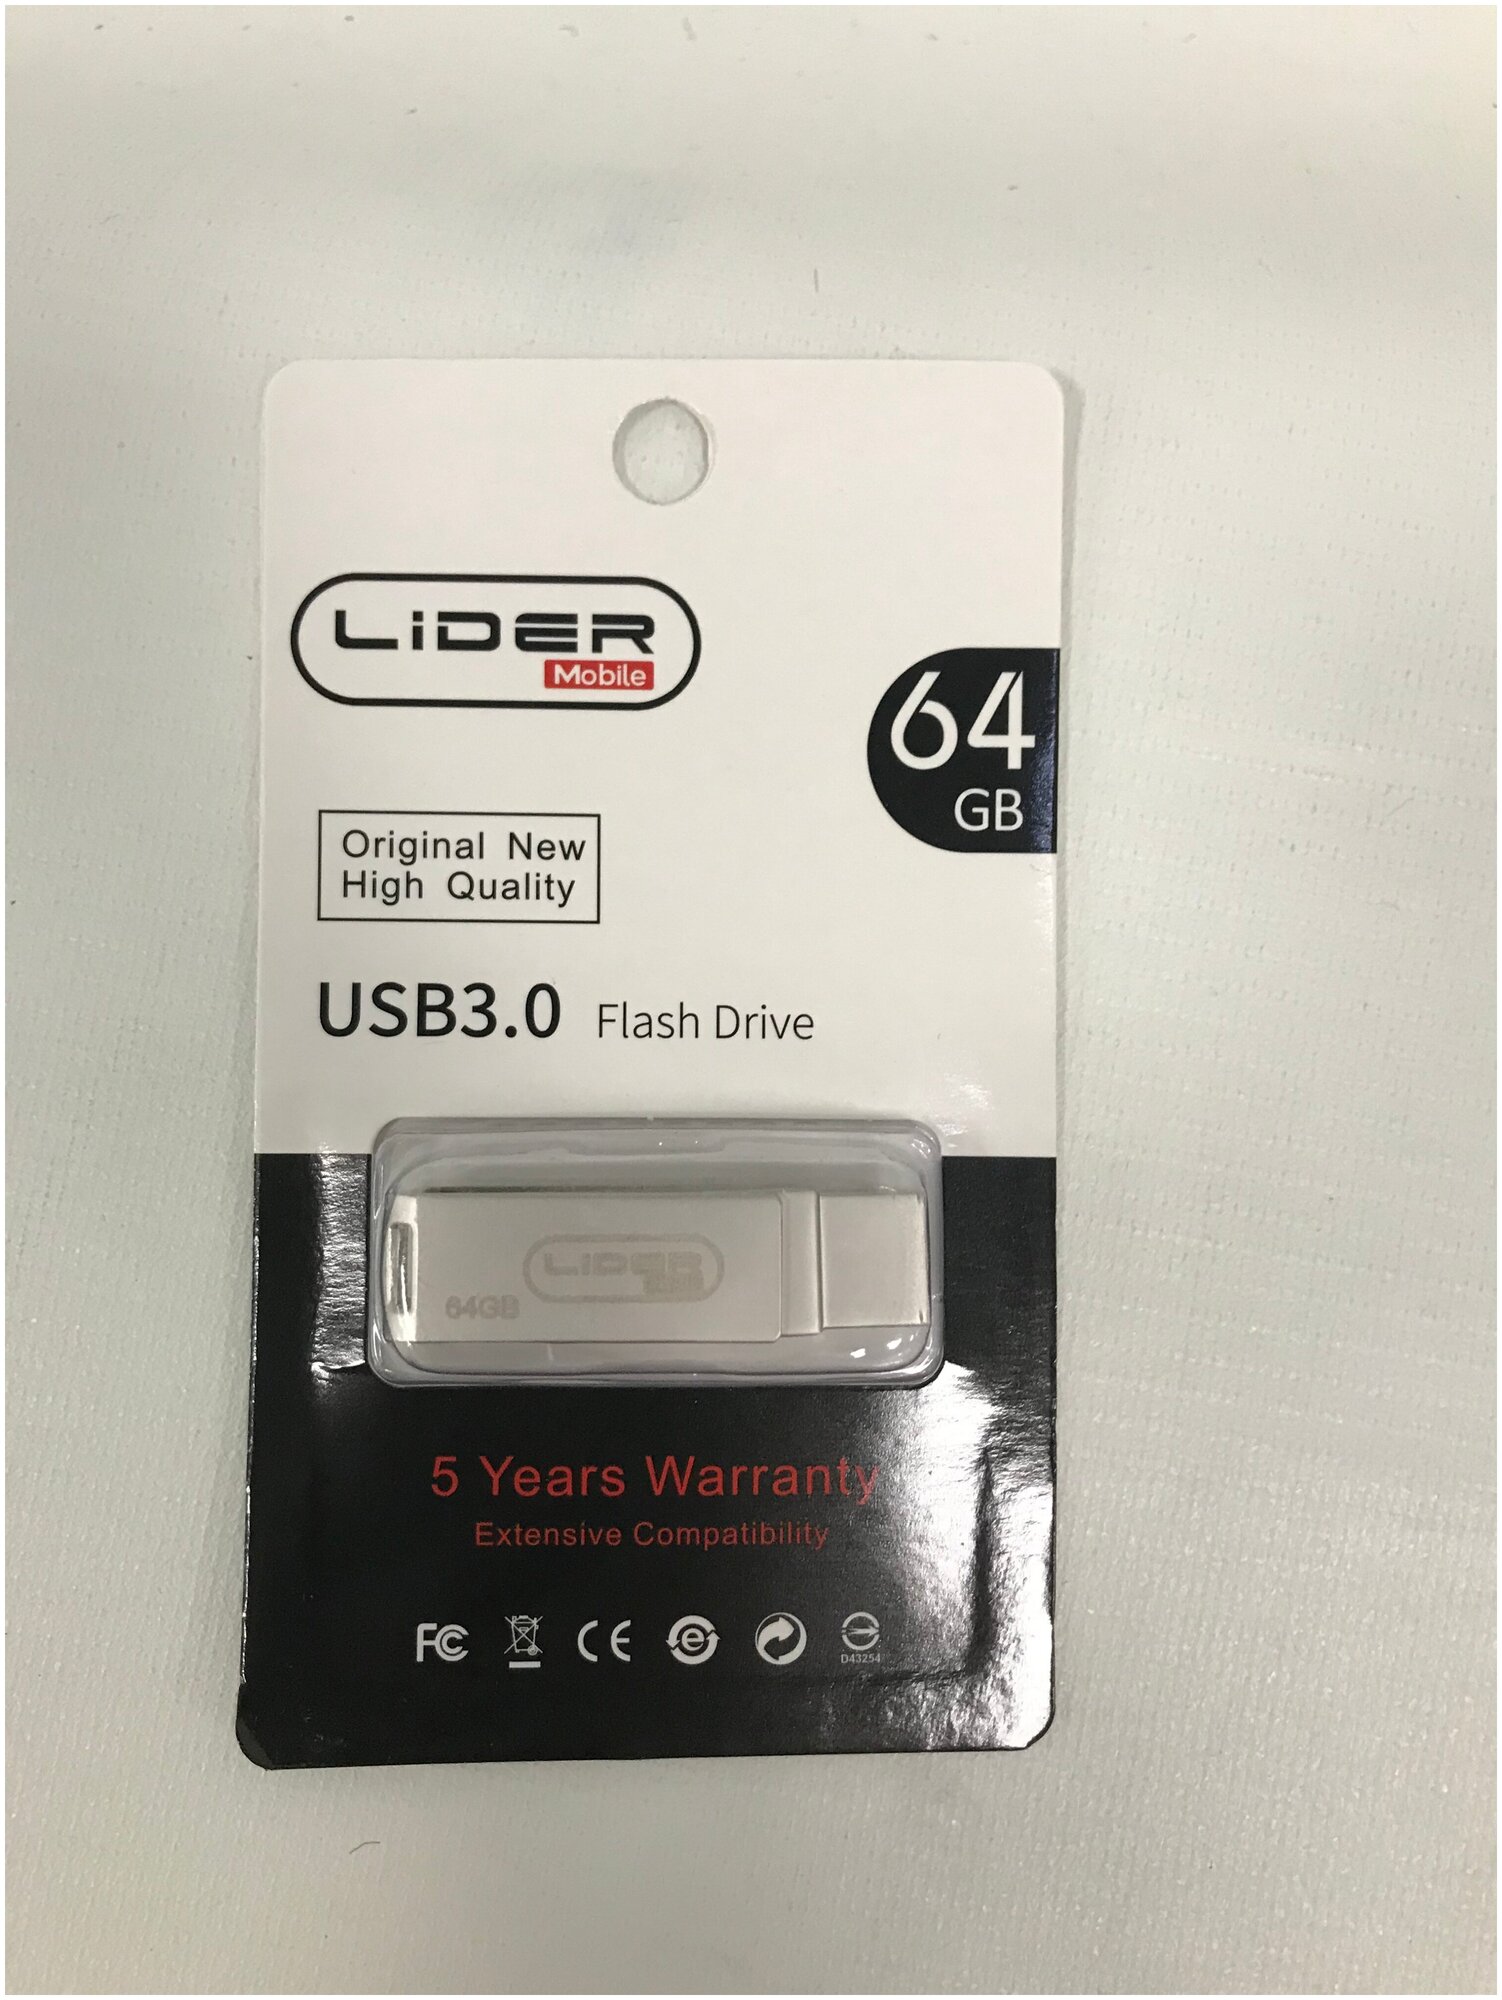 LiDER
Mobile
64
GB
Original New
High Quality
USB3.0 Flash Drive
LiDER
64GB
5 Years Warranty
Extensive Compatibility
FC CE e
D43254